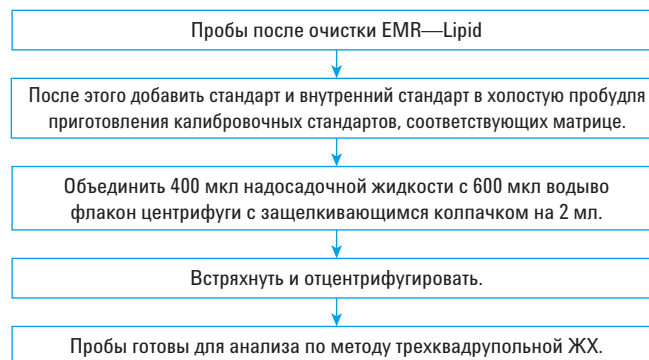 Пробы после очистки EMR—Lipid
После этого добавить стандарт и внутренний стандарт в холостую пробудля
приготовления калибровочных стандартов, соответствующих матрице.
Объединить 400 мкл надосадочной жидкости с 600 мкл водыво
флакон центрифуги с защелкивающимся колпачком на 2 мл.
Встряхнуть и отцентрифугировать.
Пробы готовы для анализа по методу трехквадрупольной ЖХ.